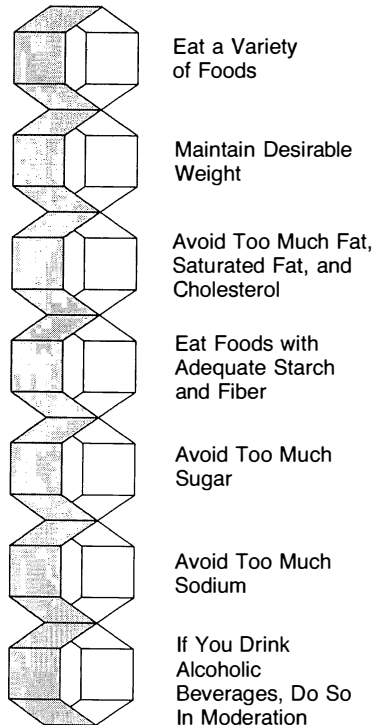 Eat a Variety
of Foods
Maintain Desirable
Weight
Avoid Too Much Fat,
Saturated Fat, and
Cholesterol
Eat Foods with
Adequate Starch
and Fiber
Avoid Too Much
Sugar
Avoid Too Much
Sodium
If You Drink
Alcoholic
Beverages, Do So
In Moderation